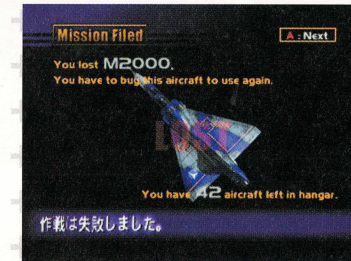 Mission Filed
A : Next
You lost M2000.
You have to bug this aircraft to use again.
LOST
You have 42 aircraft left in hangar.
作戦は失敗しました。